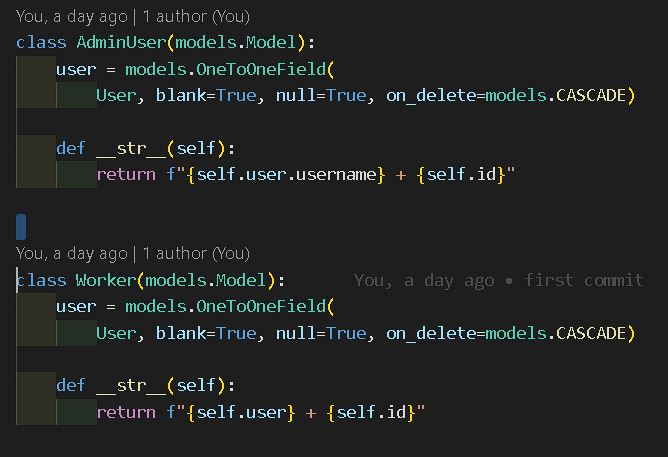 You, a day ago | 1 author (You)
class AdminUser(models.Model):
    user = models.OneToOneField(
        User, blank=True, null=True, on_delete=models.CASCADE)
    def __str__(self):
        return f"{self.user.username} + {self.id}"
You, a day ago | 1 author (You)
class Worker(models.Model):      You, a day ago • first commit
    user = models.OneToOneField(
        User, blank=True, null=True, on_delete=models.CASCADE)
    def __str__(self):
        return f"{self.user} + {self.id}"